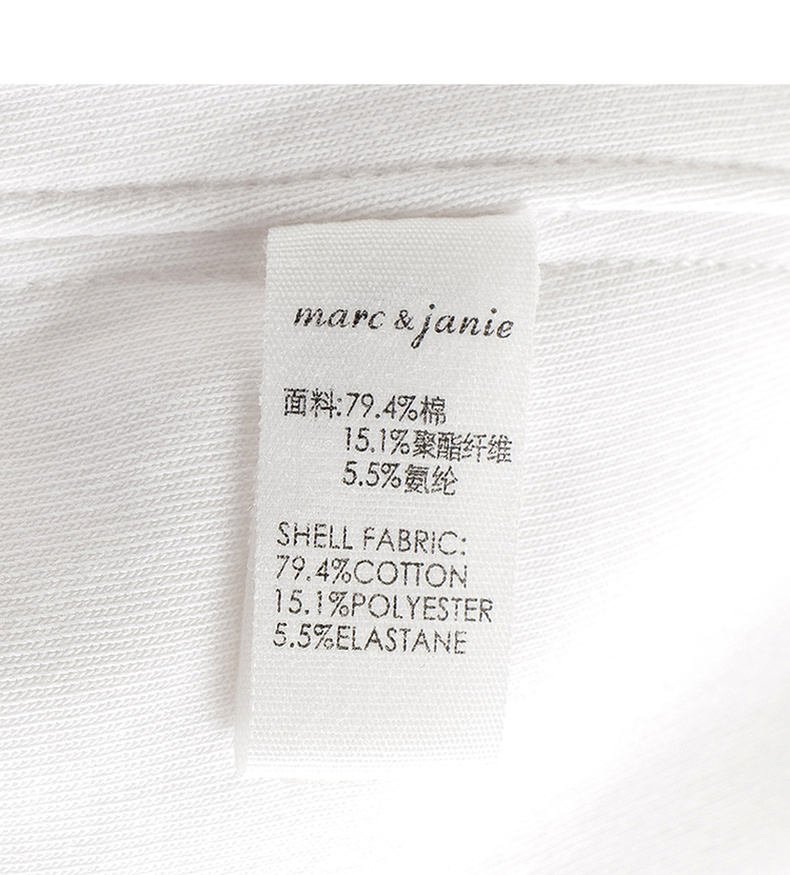 marc & janie
面料:79.4%棉
15.1%聚酯纤维
5.5%氨纶
SHELL FABRIC:
79.4%COTTON
15.1%POLYESTER
5.5%ELASTANE